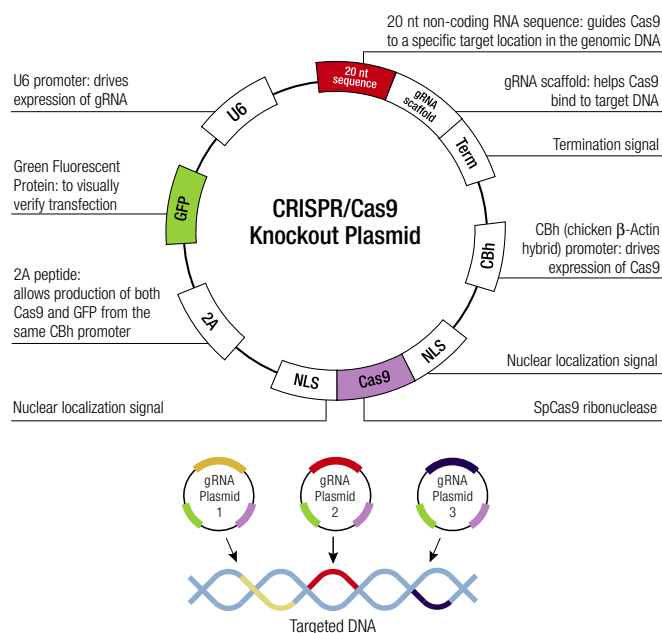 20 nt non-coding RNA sequence: guides Cas9
to a specific target location in the genomic DNA
U6 promoter: drives
expression of gRNA
20 nt
sequence
gRNA
scaffold
gRNA scaffold: helps Cas9
bind to target DNA
U6
Term
Termination signal
Green Fluorescent
Protein: to visually
verify transfection
GFP
CRISPR/Cas9
Knockout Plasmid
CBh
CBh (chicken β-Actin
hybrid) promoter: drives
expression of Cas9
2A peptide:
allows production of both
Cas9 and GFP from the
same CBh promoter
2A
NLS
Cas9
NLS
Nuclear localization signal
Nuclear localization signal
SpCas9 ribonuclease
gRNA
Plasmid
1
gRNA
Plasmid
2
gRNA
Plasmid
3
Targeted DNA